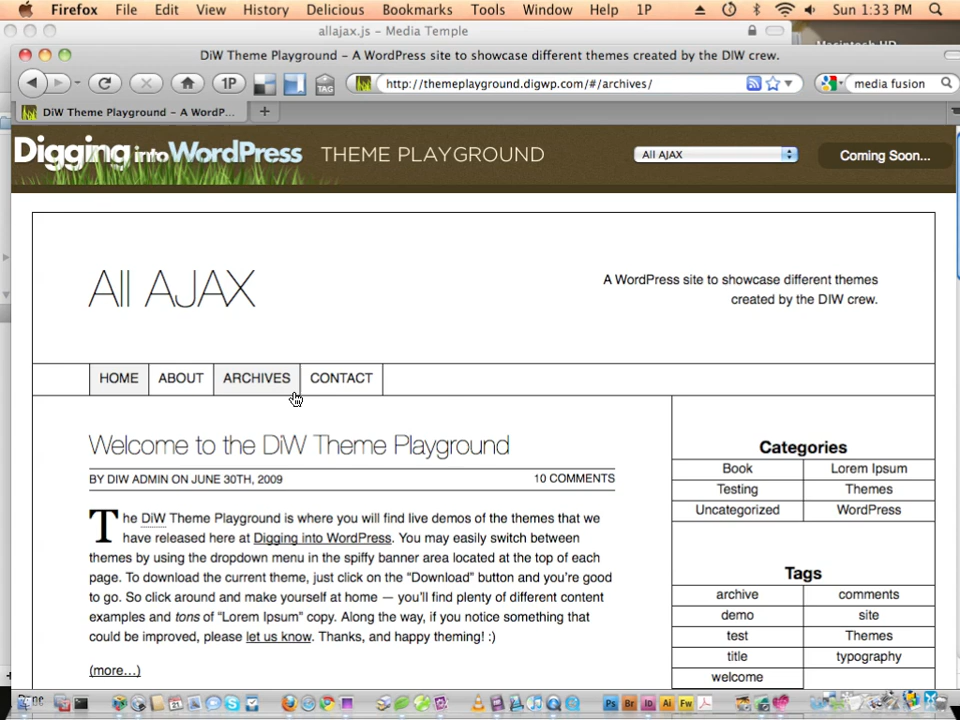 Firefox File Edit View History Delicious Bookmarks Tools Window Help 1P Sun 1:33 PM
allajax.js – Media Temple
Macintosh HD
DiW Theme Playground – A WordPress site to showcase different themes created by the DIW crew.
1P TAG http://themeplayground.digwp.com/#/archives/ media fusion
DiW Theme Playground – A WordP... +
Digging into WordPress THEME PLAYGROUND All AJAX Coming Soon...
All AJAX
A WordPress site to showcase different themes
created by the DIW crew.
HOME ABOUT ARCHIVES CONTACT
Welcome to the DiW Theme Playground
BY DIW ADMIN ON JUNE 30TH, 2009 10 COMMENTS
The DiW Theme Playground is where you will find live demos of the themes that we
have released here at Digging into WordPress. You may easily switch between
themes by using the dropdown menu in the spiffy banner area located at the top of each
page. To download the current theme, just click on the “Download” button and you’re good
to go. So click around and make yourself at home — you’ll find plenty of different content
examples and tons of “Lorem Ipsum” copy. Along the way, if you notice something that
could be improved, please let us know. Thanks, and happy theming! :)
(more…)
Categories
Book Lorem Ipsum
Testing Themes
Uncategorized WordPress
Tags
archive comments
demo site
test Themes
title typography
welcome
Done
Ps Br Id Ai Fw